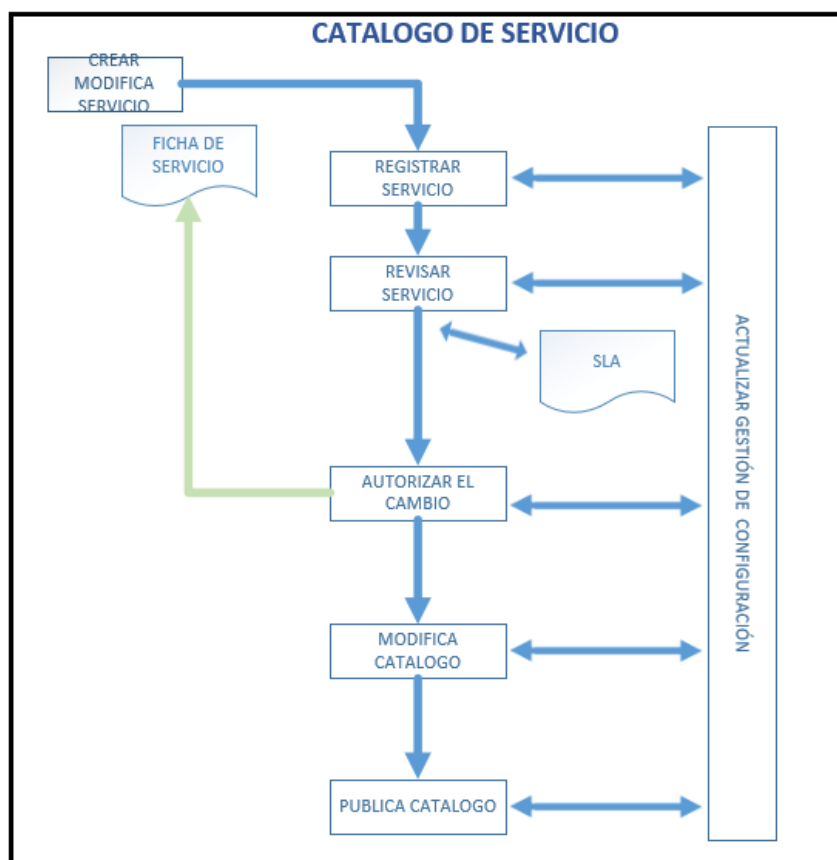 CATALOGO DE SERVICIO
CREAR
MODIFICA
SERVICIO
FICHA DE
SERVICIO
REGISTRAR
SERVICIO
REVISAR
SERVICIO
SLA
AUTORIZAR EL
CAMBIO
MODIFICA
CATALOGO
PUBLICA CATALOGO
ACTUALIZAR GESTIÓN DE CONFIGURACIÓN